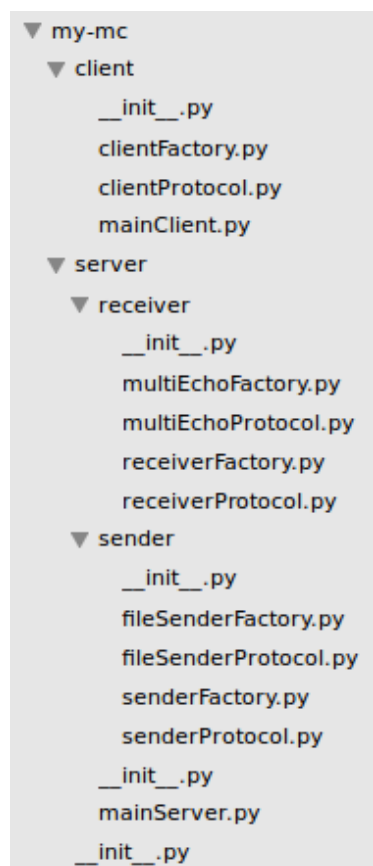 my-mc
client
__init__.py
clientFactory.py
clientProtocol.py
mainClient.py
server
receiver
__init__.py
multiEchoFactory.py
multiEchoProtocol.py
receiverFactory.py
receiverProtocol.py
sender
__init__.py
fileSenderFactory.py
fileSenderProtocol.py
senderFactory.py
senderProtocol.py
__init__.py
mainServer.py
__init__.py